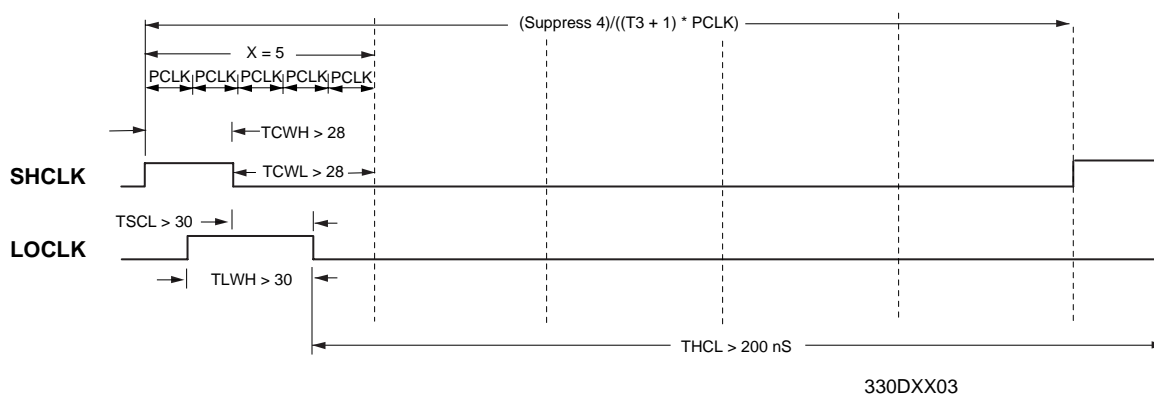 (Suppress 4)/((T3 + 1) * PCLK)
X = 5
PCLK PCLK PCLK PCLK PCLK
TCWH > 28
SHCLK
TCWL > 28
TSCL > 30
LOCLK
TLWH > 30
THCL > 200 nS
330DXX03